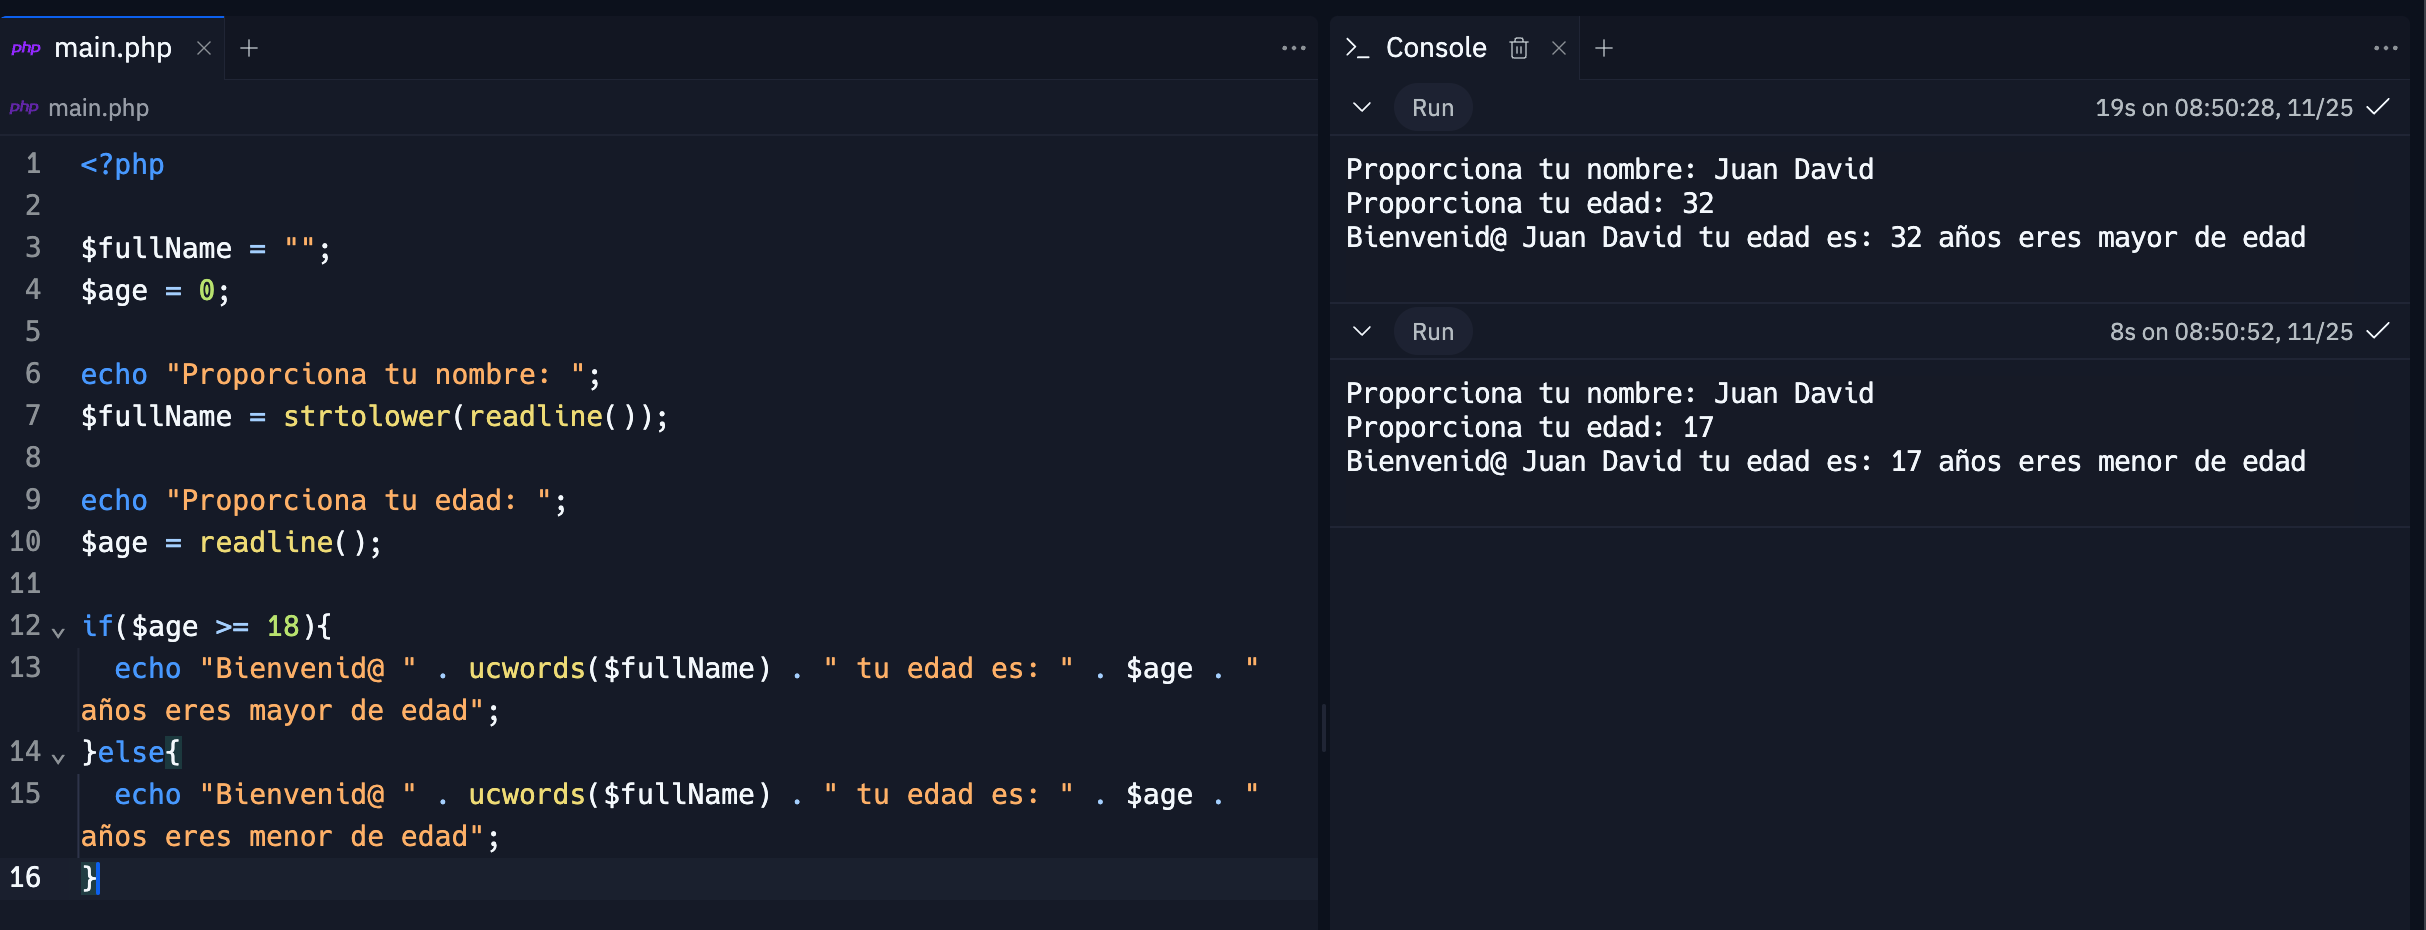 php main.php
php main.php
1 <?php
2
3 $fullName = "";
4 $age = 0;
5
6 echo "Proporciona tu nombre: ";
7 $fullName = strtolower(readline());
8
9 echo "Proporciona tu edad: ";
10 $age = readline();
11
12 if($age >= 18){
13 echo "Bienvenid@ " . ucwords($fullName) . " tu edad es: " . $age . "
años eres mayor de edad";
14 }else{
15 echo "Bienvenid@ " . ucwords($fullName) . " tu edad es: " . $age . "
años eres menor de edad";
16 }
>_ Console
Run 19s on 08:50:28, 11/25
Proporciona tu nombre: Juan David
Proporciona tu edad: 32
Bienvenid@ Juan David tu edad es: 32 años eres mayor de edad
Run 8s on 08:50:52, 11/25
Proporciona tu nombre: Juan David
Proporciona tu edad: 17
Bienvenid@ Juan David tu edad es: 17 años eres menor de edad